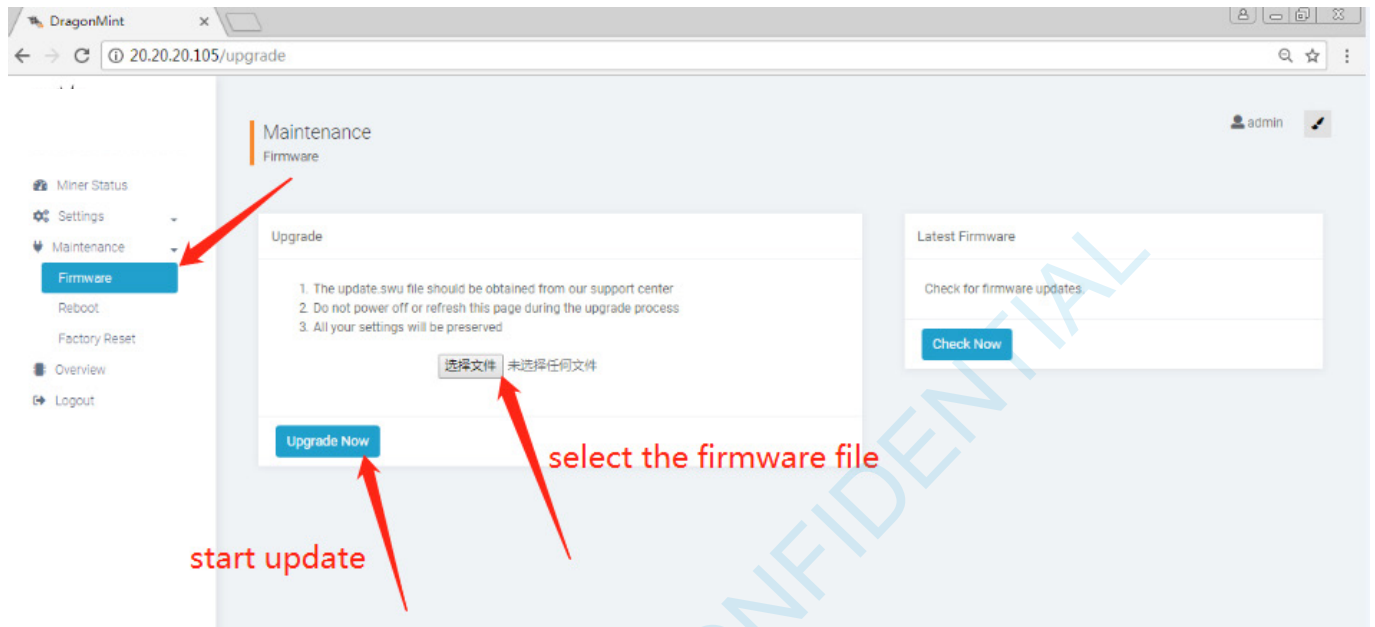 DragonMint
20.20.20.105/upgrade
admin
Maintenance
Firmware
Miner Status
Settings
Maintenance
Firmware
Reboot
Factory Reset
Overview
Logout
Upgrade
1. The update.swu file should be obtained from our support center
2. Do not power off or refresh this page during the upgrade process
3. All your settings will be preserved
选择文件 未选择任何文件
Upgrade Now
select the firmware file
start update
Latest Firmware
Check for firmware updates.
Check Now
ONFIDENTIAL